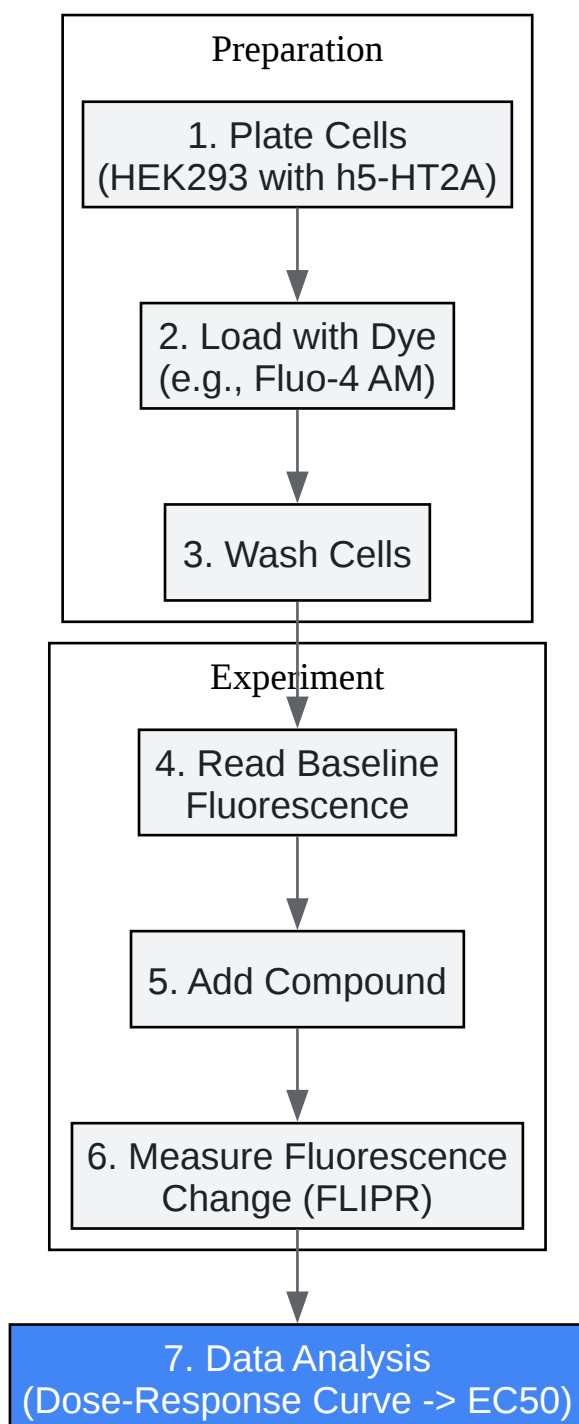 Preparation
1. Plate Cells
(HEK293 with h5-HT2A)
2. Load with Dye
(e.g., Fluo-4 AM)
3. Wash Cells
Experiment
4. Read Baseline
Fluorescence
5. Add Compound
6. Measure Fluorescence
Change (FLIPR)
7. Data Analysis
(Dose-Response Curve -> EC50)